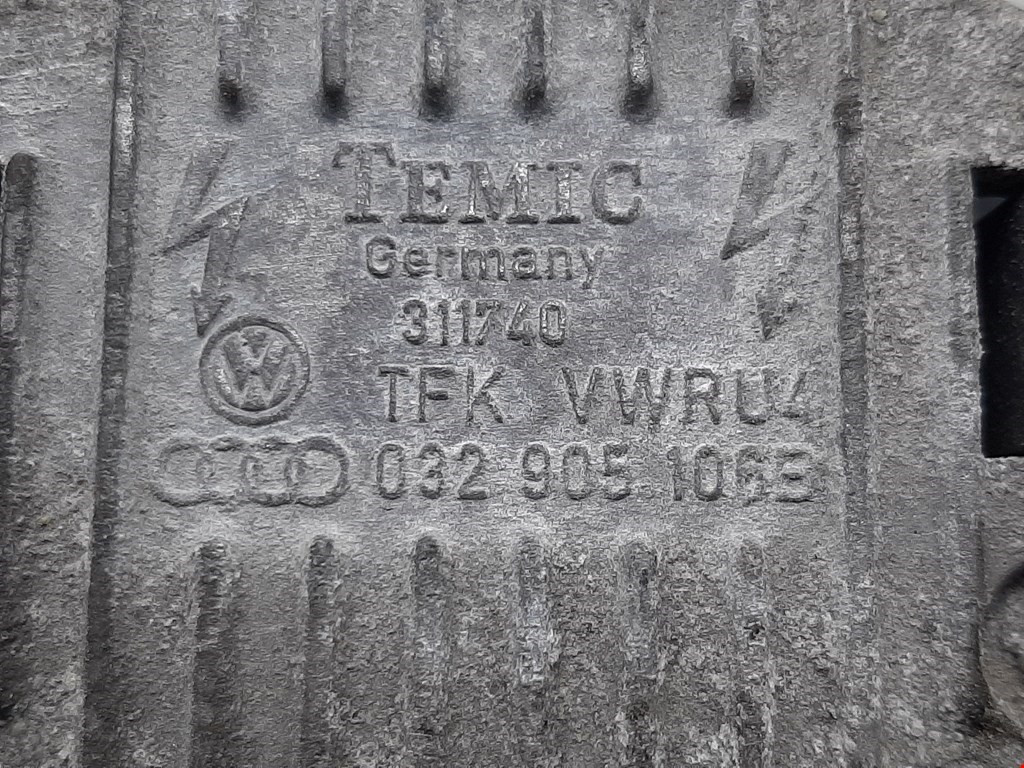 TEMIC
Germany
311740
TFK VWRU4
032 905 106B